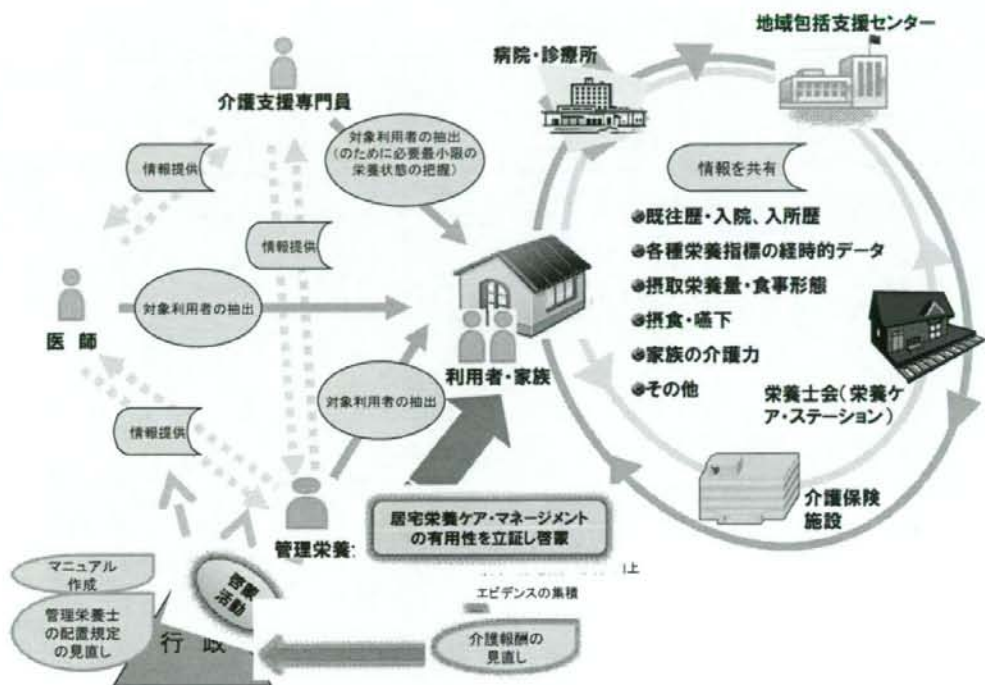 地域包括支援センター
病院・診療所
介護支援専門員
対象利用者の抽出
(のために必要最小限の
栄養状態の把握)
情報提供
情報を共有
既往歴・入院、入所歴
各種栄養指標の経時的データ
摂取栄養量・食事形態
摂食・嚥下
家族の介護力
その他
情報提供
対象利用者の抽出
医 師
利用者・家族
対象利用者の抽出
栄養士会(栄養ケ
ア・ステーション)
情報提供
介護保険
施設
管理栄養
居宅栄養ケア・マネージメント
の有用性を立証し啓蒙
上
エビデンスの集積
マニュアル
作成
啓蒙
活動
管理栄養士
の配置規定
の見直し
行 政
介護報酬の
見直し